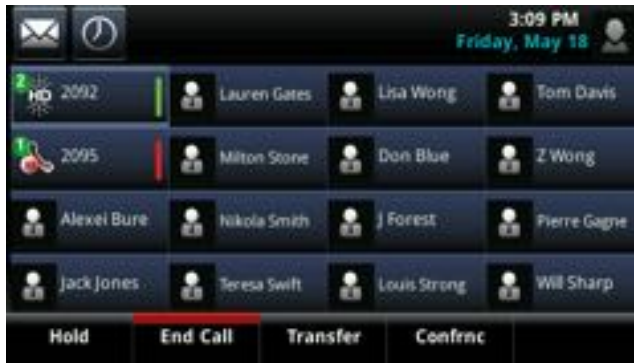 3:09 PM
Friday, May 18
2 HD 2092 Lauren Gates Lisa Wong Tom Davis
1 2095 Milton Stone Don Blue Z Wong
Alexei Bure Nikola Smith J Forest Pierre Gagne
Jack Jones Teresa Swift Louis Strong Will Sharp
Hold End Call Transfer Confrnc